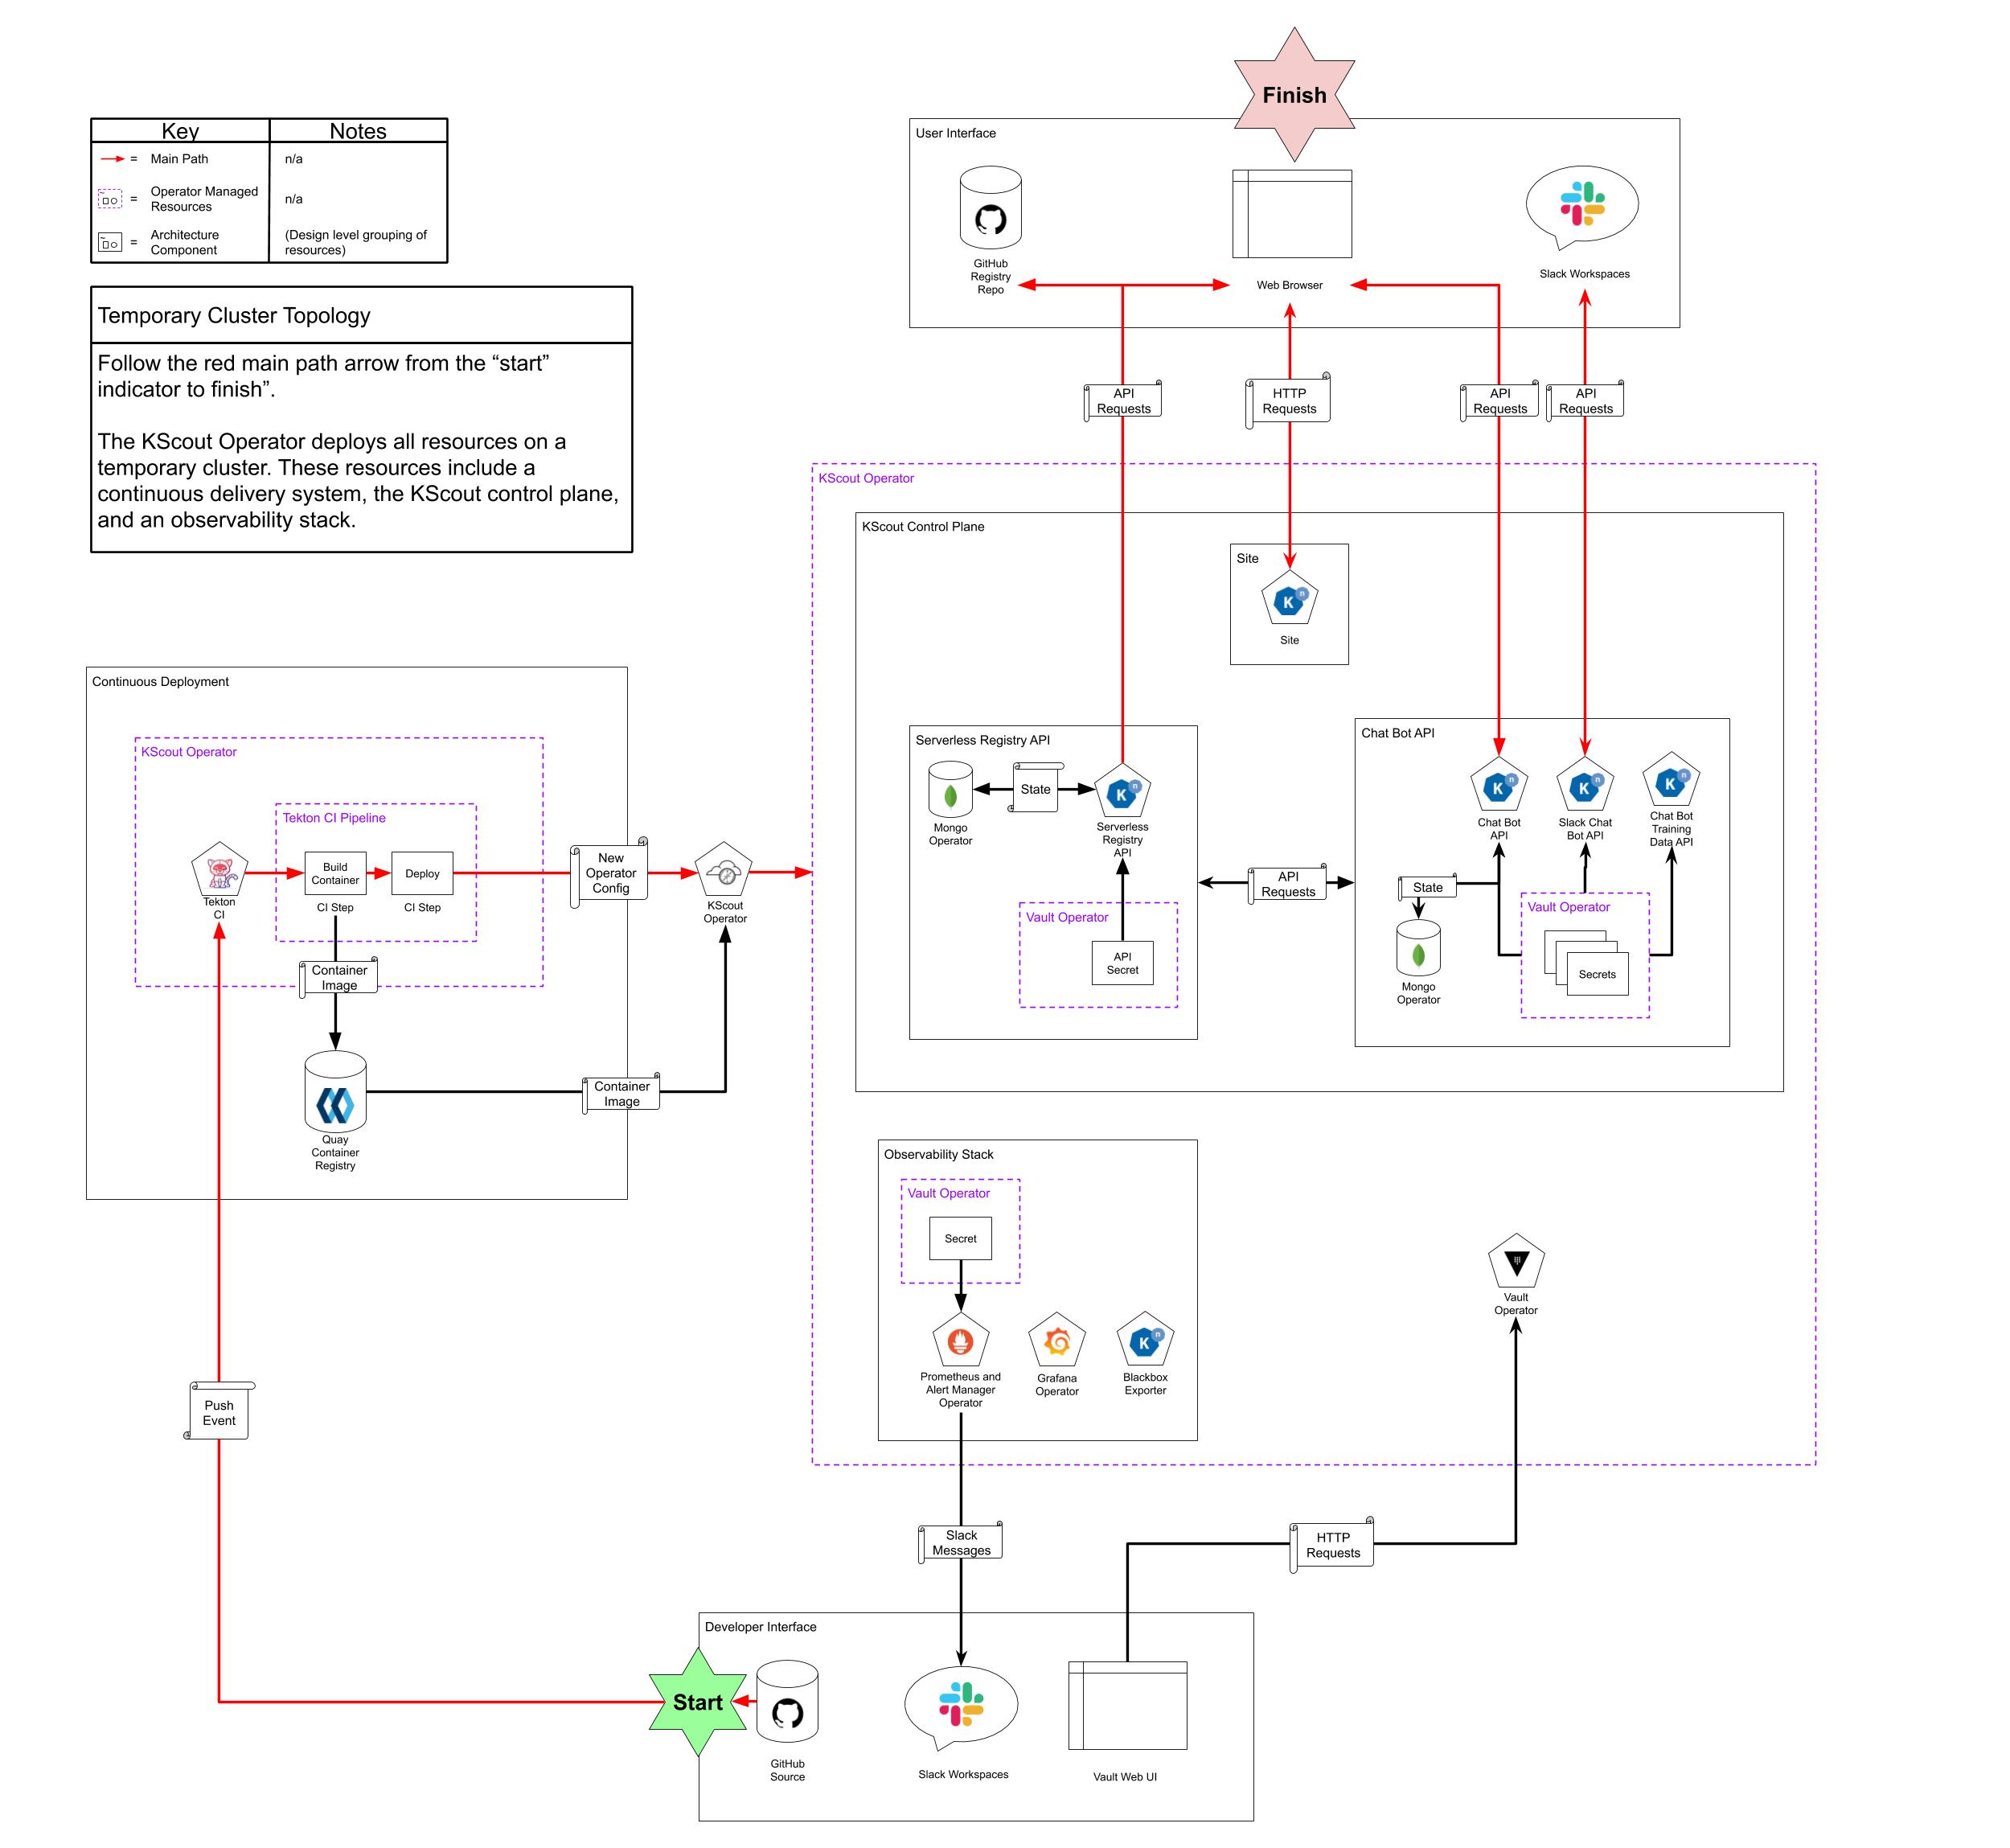 Finish
Key
Notes
=
Main Path
n/a
=
Operator Managed
Resources
n/a
=
Architecture
Component
(Design level grouping of
resources)
Temporary Cluster Topology
Follow the red main path arrow from the “start”
indicator to finish”.
The KScout Operator deploys all resources on a
temporary cluster. These resources include a
continuous delivery system, the KScout control plane,
and an observability stack.
User Interface
GitHub
Registry
Repo
Web Browser
Slack Workspaces
API
Requests
HTTP
Requests
API
Requests
API
Requests
KScout Operator
KScout Control Plane
Site
K
n
Site
Continuous Deployment
KScout Operator
Tekton CI Pipeline
Tekton
CI
Build
Container
CI Step
Deploy
CI Step
New
Operator
Config
KScout
Operator
Container
Image
Quay
Container
Registry
Container
Image
Serverless Registry API
Mongo
Operator
State
K
n
Serverless
Registry
API
Vault Operator
API
Secret
API
Requests
Chat Bot API
K
n
Chat Bot
API
K
n
Slack Chat
Bot API
K
n
Chat Bot
Training
Data API
State
Mongo
Operator
Vault Operator
Secrets
Observability Stack
Vault Operator
Secret
Prometheus and
Alert Manager
Operator
Grafana
Operator
K
n
Blackbox
Exporter
Vault
Operator
Push
Event
Slack
Messages
HTTP
Requests
Developer Interface
Start
GitHub
Source
Slack Workspaces
Vault Web UI